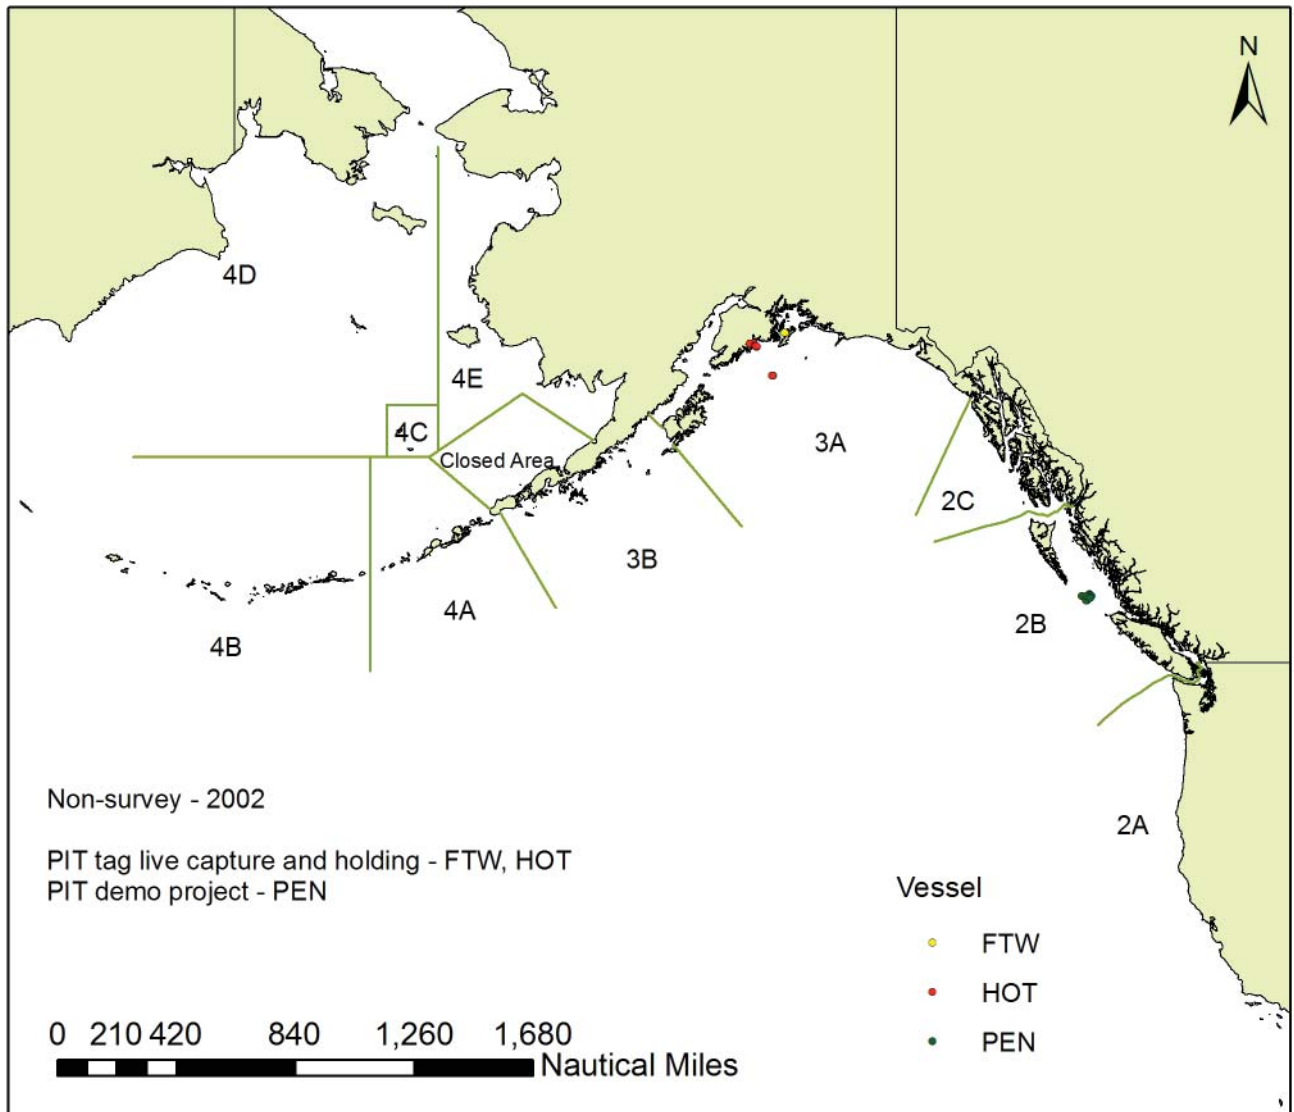 N
4D
4E
4C
Closed Area
3A
2C
3B
4A
2B
4B
2A
Non-survey - 2002
PIT tag live capture and holding - FTW, HOT
PIT demo project - PEN
Vessel
FTW
HOT
PEN
0 210 420 840 1,260 1,680
Nautical Miles